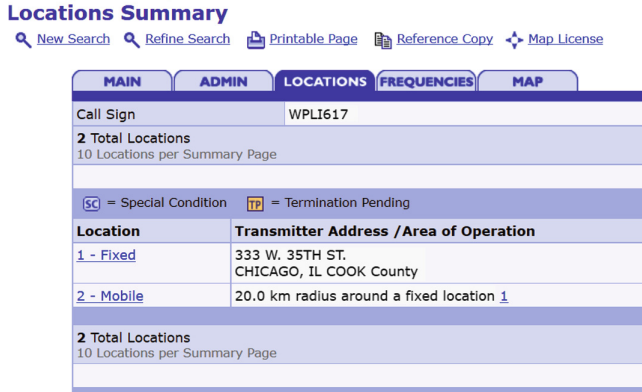 Locations Summary
New Search Refine Search Printable Page Reference Copy Map License
MAIN ADMIN LOCATIONS FREQUENCIES MAP
Call Sign WPLI617
2 Total Locations
10 Locations per Summary Page
SC = Special Condition TP = Termination Pending
Location Transmitter Address /Area of Operation
1 - Fixed 333 W. 35TH ST.
CHICAGO, IL COOK County
2 - Mobile 20.0 km radius around a fixed location 1
2 Total Locations
10 Locations per Summary Page